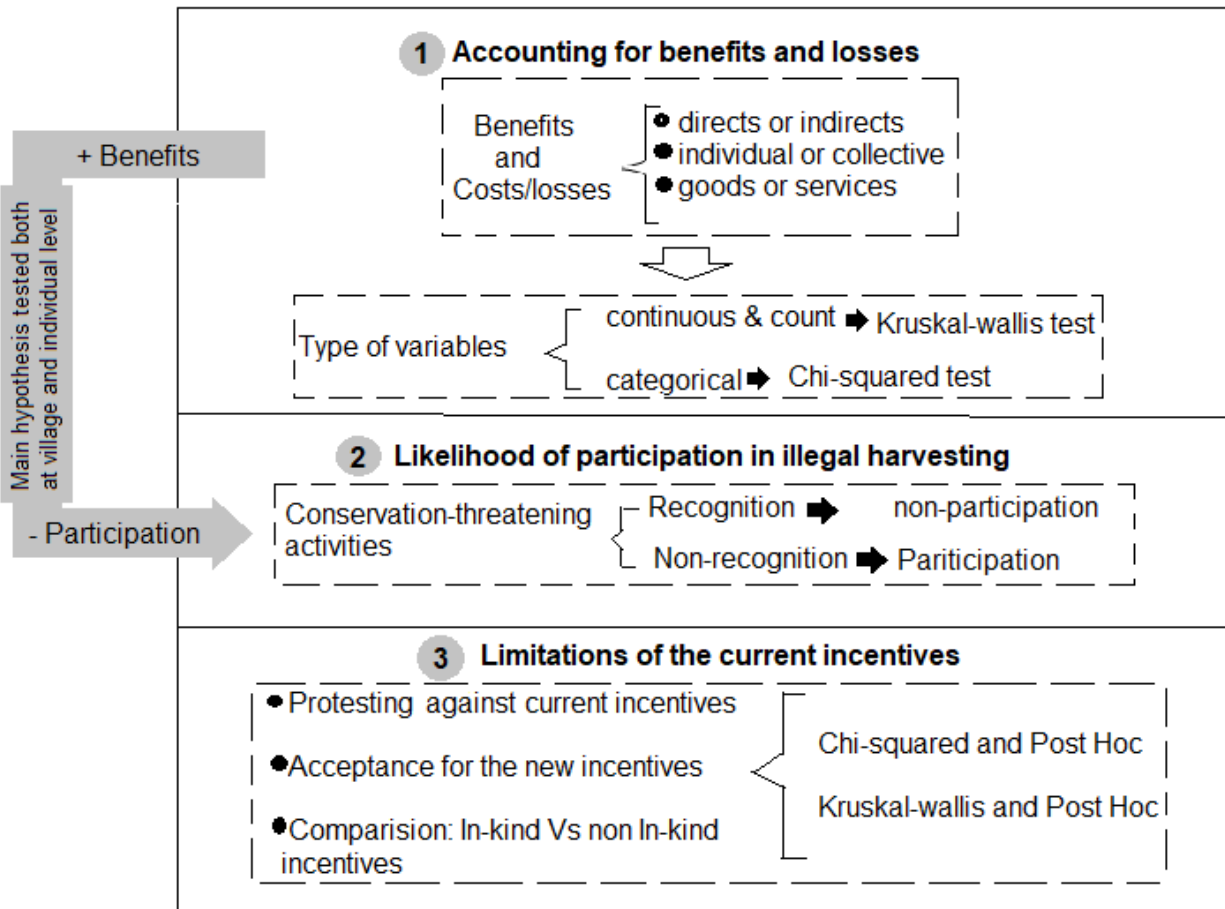 1 Accounting for benefits and losses
Benefits
and
Costs/losses
directs or indirects
individual or collective
goods or services
+ Benefits
Main hypothesis tested both
at village and individual level
- Participation
Type of variables
continuous & count
Kruskal-wallis test
categorical
Chi-squared test
2 Likelihood of participation in illegal harvesting
Conservation-threatening
activities
Recognition
non-participation
Non-recognition
Pariticipation
3 Limitations of the current incentives
Protesting against current incentives
Acceptance for the new incentives
Comparision: In-kind Vs non In-kind
incentives
Chi-squared and Post Hoc
Kruskal-wallis and Post Hoc